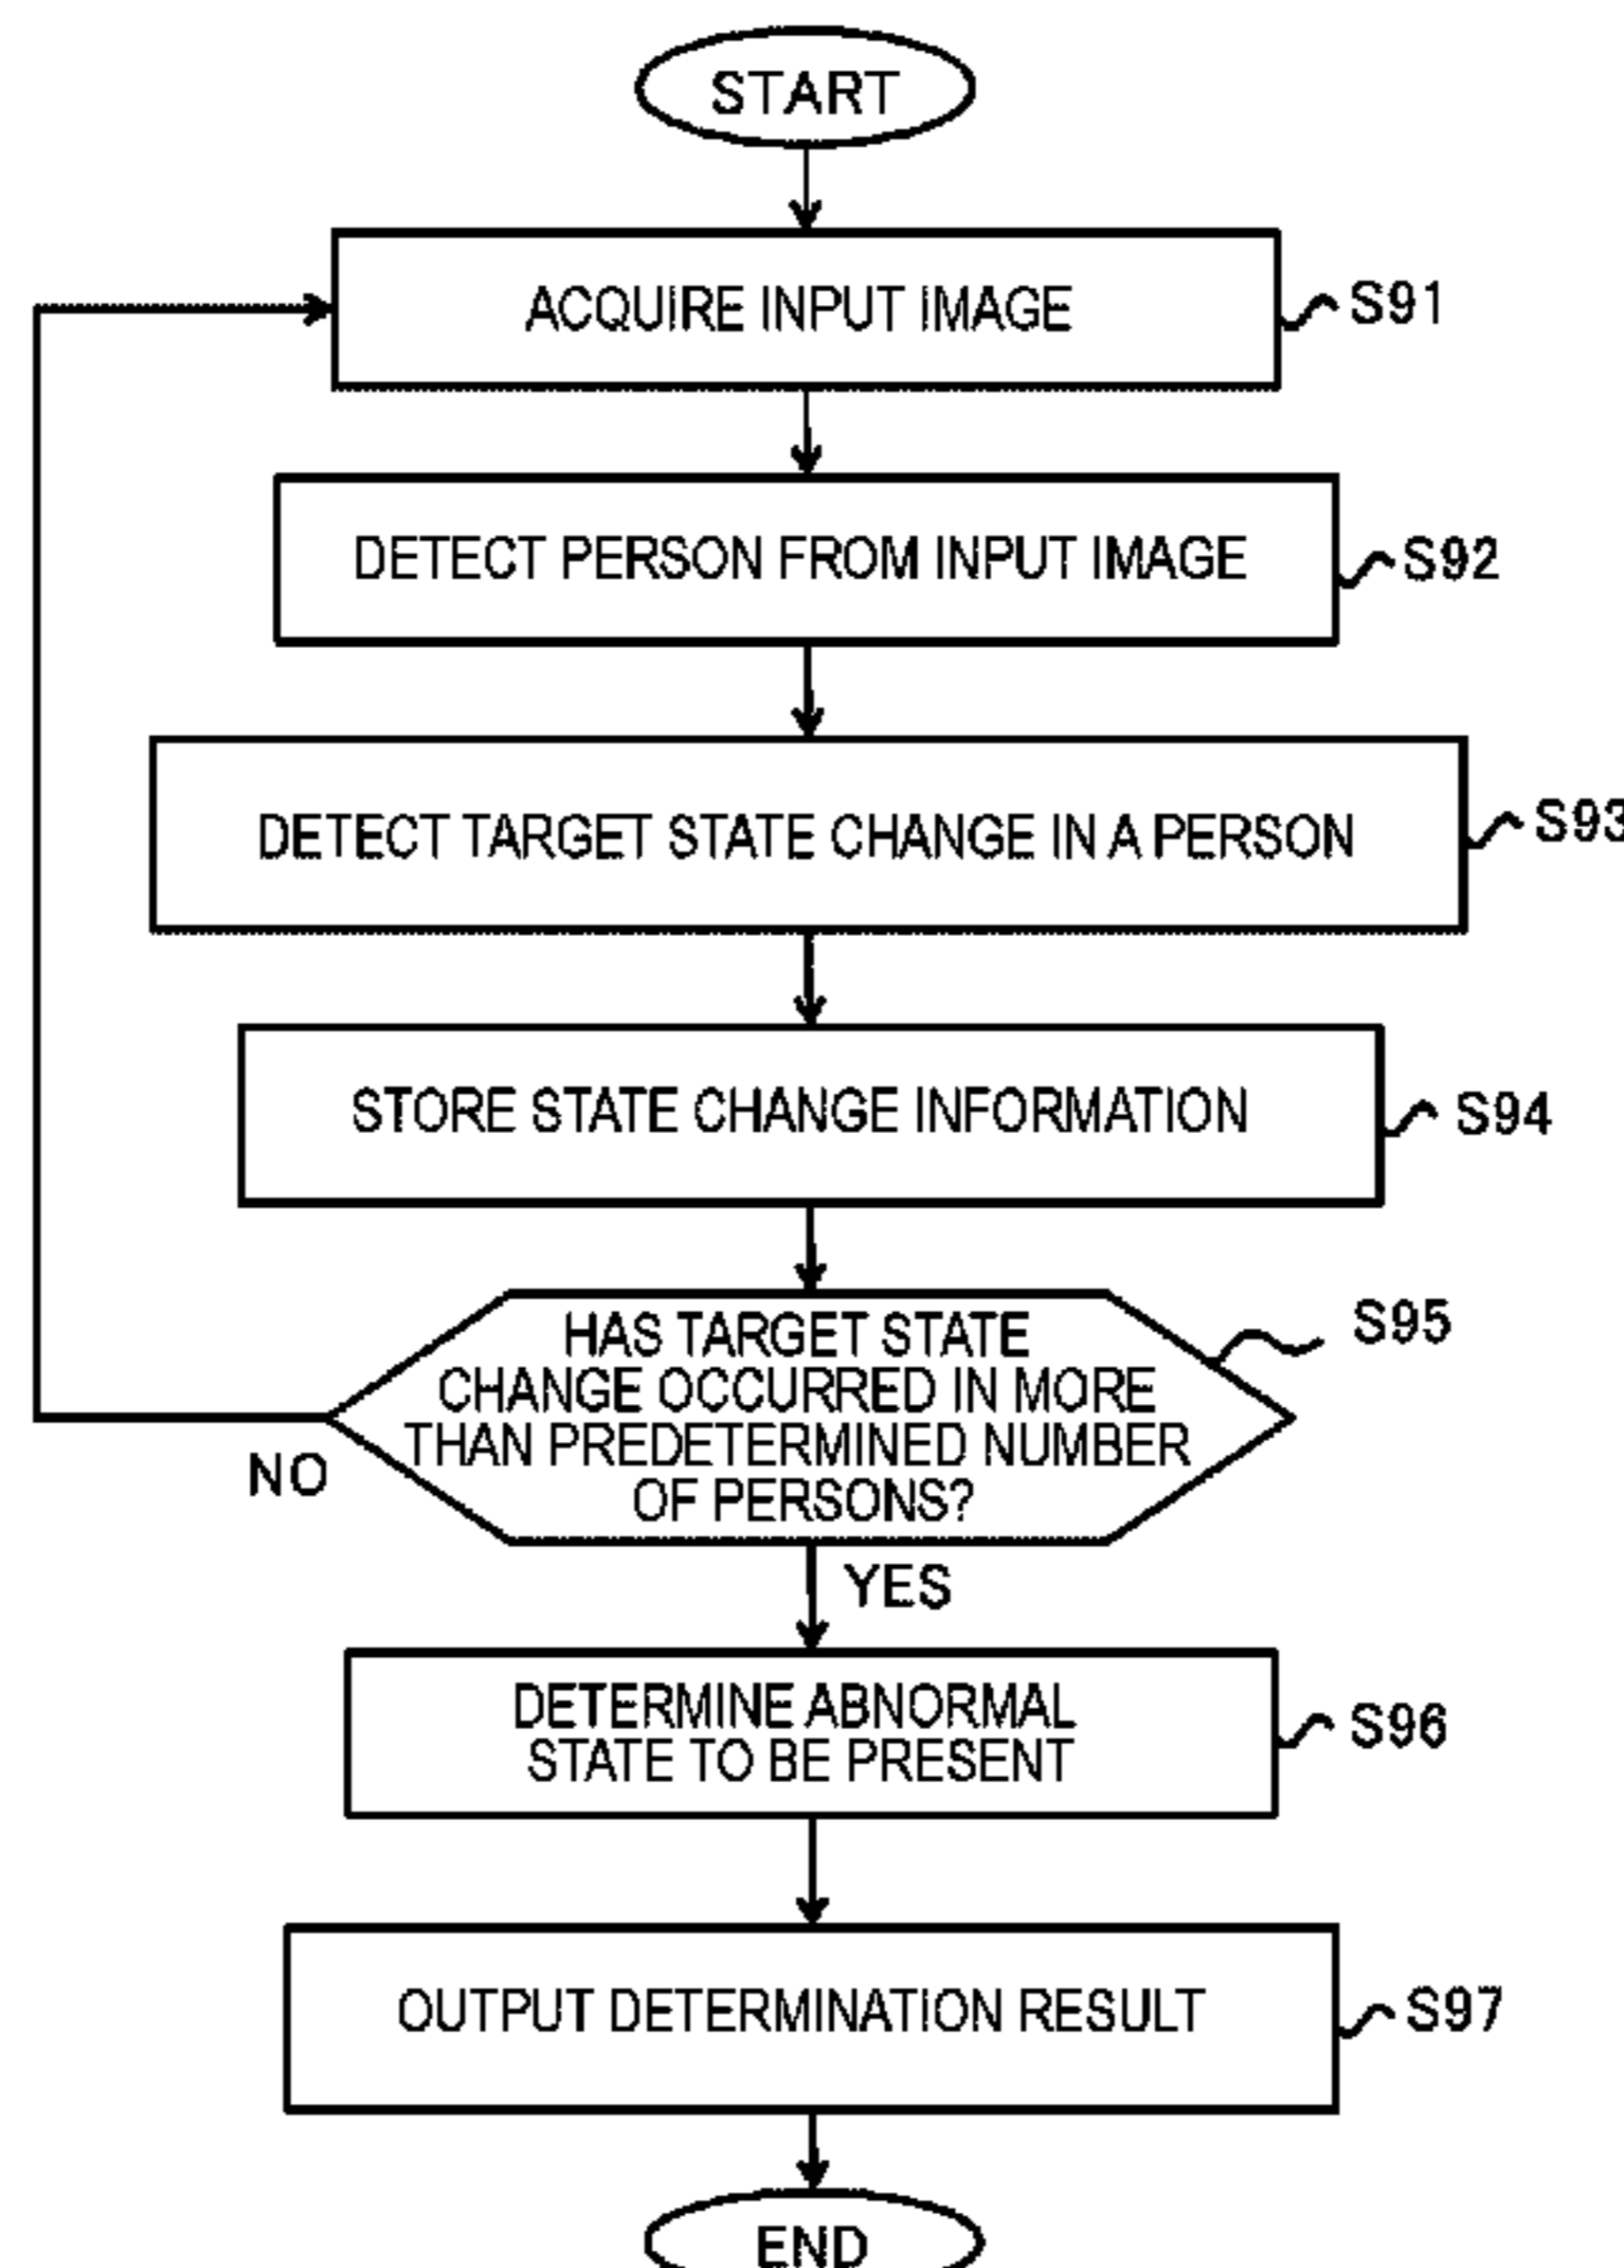 START
ACQUIRE INPUT IMAGE
S91
DETECT PERSON FROM INPUT IMAGE
S92
DETECT TARGET STATE CHANGE IN A PERSON
S93
STORE STATE CHANGE INFORMATION
S94
HAS TARGET STATE
CHANGE OCCURRED IN MORE
THAN PREDETERMINED NUMBER
OF PERSONS?
S95
NO
YES
DETERMINE ABNORMAL
STATE TO BE PRESENT
S96
OUTPUT DETERMINATION RESULT
S97
END